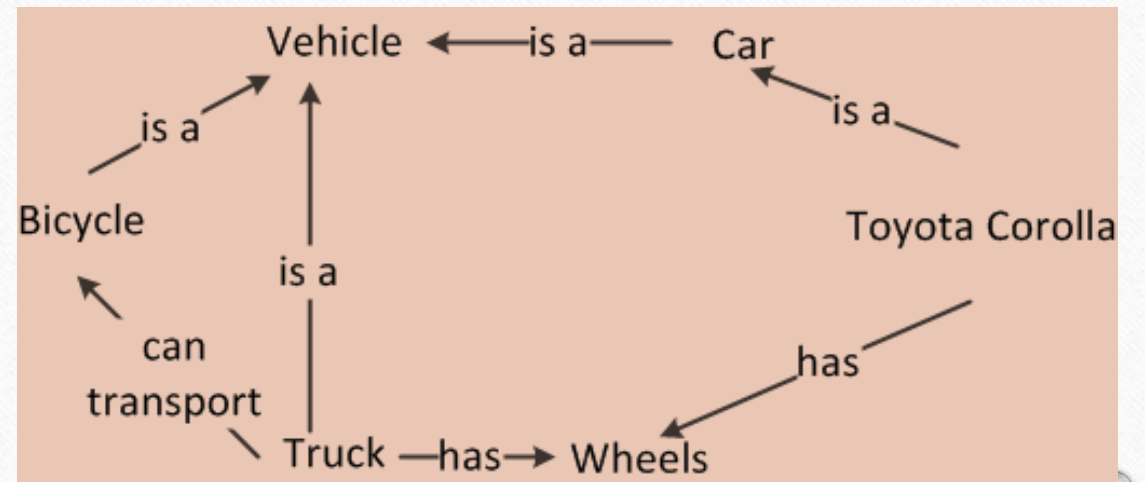 Vehicle
is a
Car
is a
is a
Bicycle
Toyota Corolla
is a
can
transport
has
Truck
has
Wheels